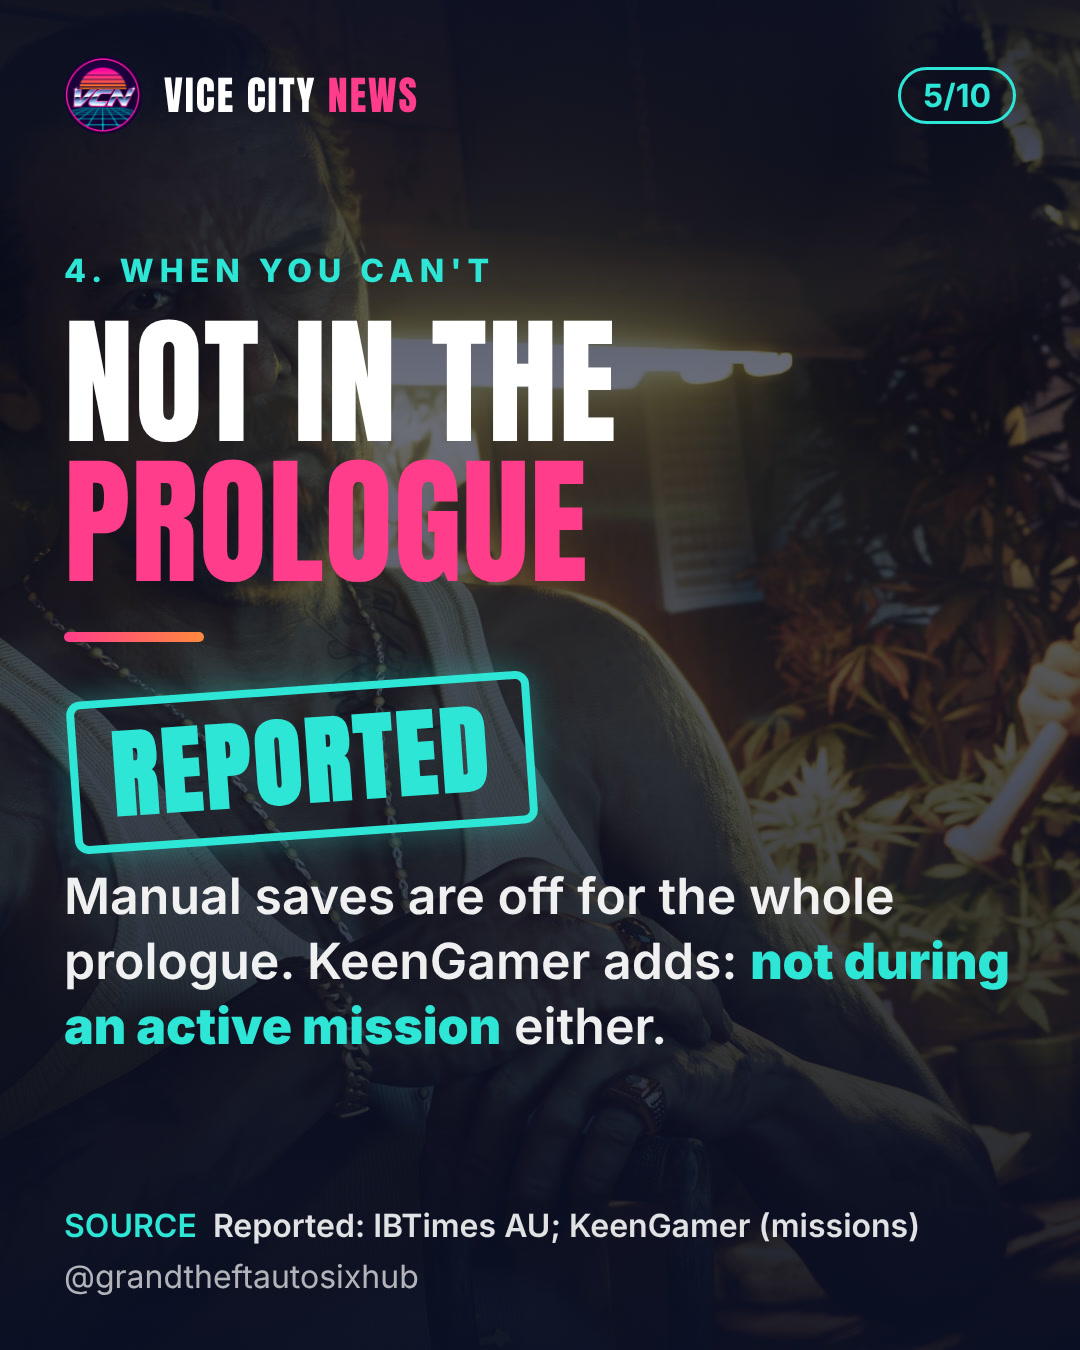 VCN
VICE CITY NEWS
5/10
4. WHEN YOU CAN'T
NOT IN THE
PROLOGUE
REPORTED
Manual saves are off for the whole
prologue. KeenGamer adds: not during
an active mission either.
SOURCE Reported: IBTimes AU; KeenGamer (missions)
@grandtheftautosixhub